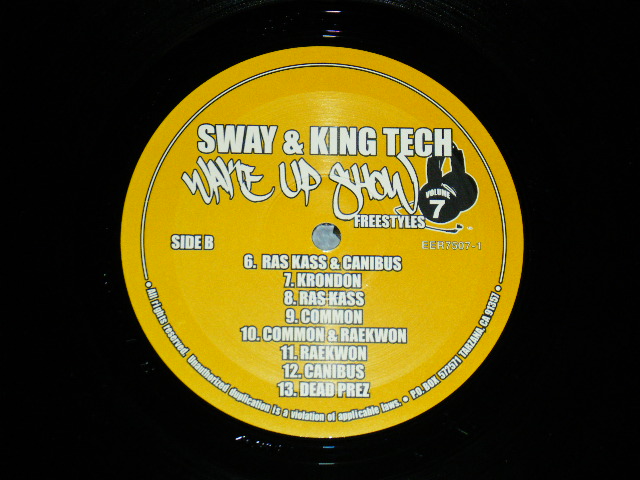 SWAY & KING TECH
WAKE UP SHOW
VOLUME
7
FREESTYLES
SIDE B
EER7507-1
6. RAS KASS & CANIBUS
7. KRONDON
8. RAS KASS
9. COMMON
10. COMMON & RAEKWON
11. RAEKWON
12. CANIBUS
13. DEAD PREZ
● All rights reserved. Unauthorized duplication is a violation of applicable laws. ● P.O. BOX 572571 TARZANA, CA 91357 ●